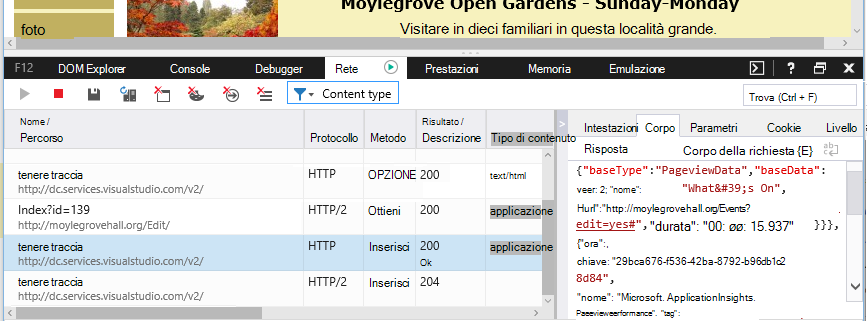 Moylegrove Open Gardens - Sunday-Monday
foto
Visitare in dieci familiari in questa località grande.
F12 DOM Explorer Console Debugger Rete Prestazioni Memoria Emulazione
Content type
Trova (Ctrl + F)
Nome /
Percorso
Protocollo
Metodo
Risultato /
Descrizione
Tipo di contenuto
tenere traccia
http://dc.services.visualstudio.com/v2/
HTTP OPZIONE 200 text/html
Index?id=139
http://moylegrovehall.org/Edit/
HTTP/2 Ottieni 200 applicazione
tenere traccia
http://dc.services.visualstudio.com/v2/
HTTP Inserisci 200 applicazione
Ok
tenere traccia
http://dc.services.visualstudio.com/v2/
HTTP/2 Inserisci 204
> Intestazioni Corpo Parametri Cookie Livello
Risposta Corpo della richiesta {E}
{"baseType":"PageviewData","baseData":
veer: 2; "nome": "What&#39;s On",
Hurl":"http://moylegrovehall.org/Events?
edit=yes#","durata": "00: øø: 15.937"}}},
{"ora":,
chiave: "29bca676-f536-42ba-8792-b96db1c2
8d84",
"nome": "Microsoft. ApplicationInsights.
Pageviewperformance". "tag":